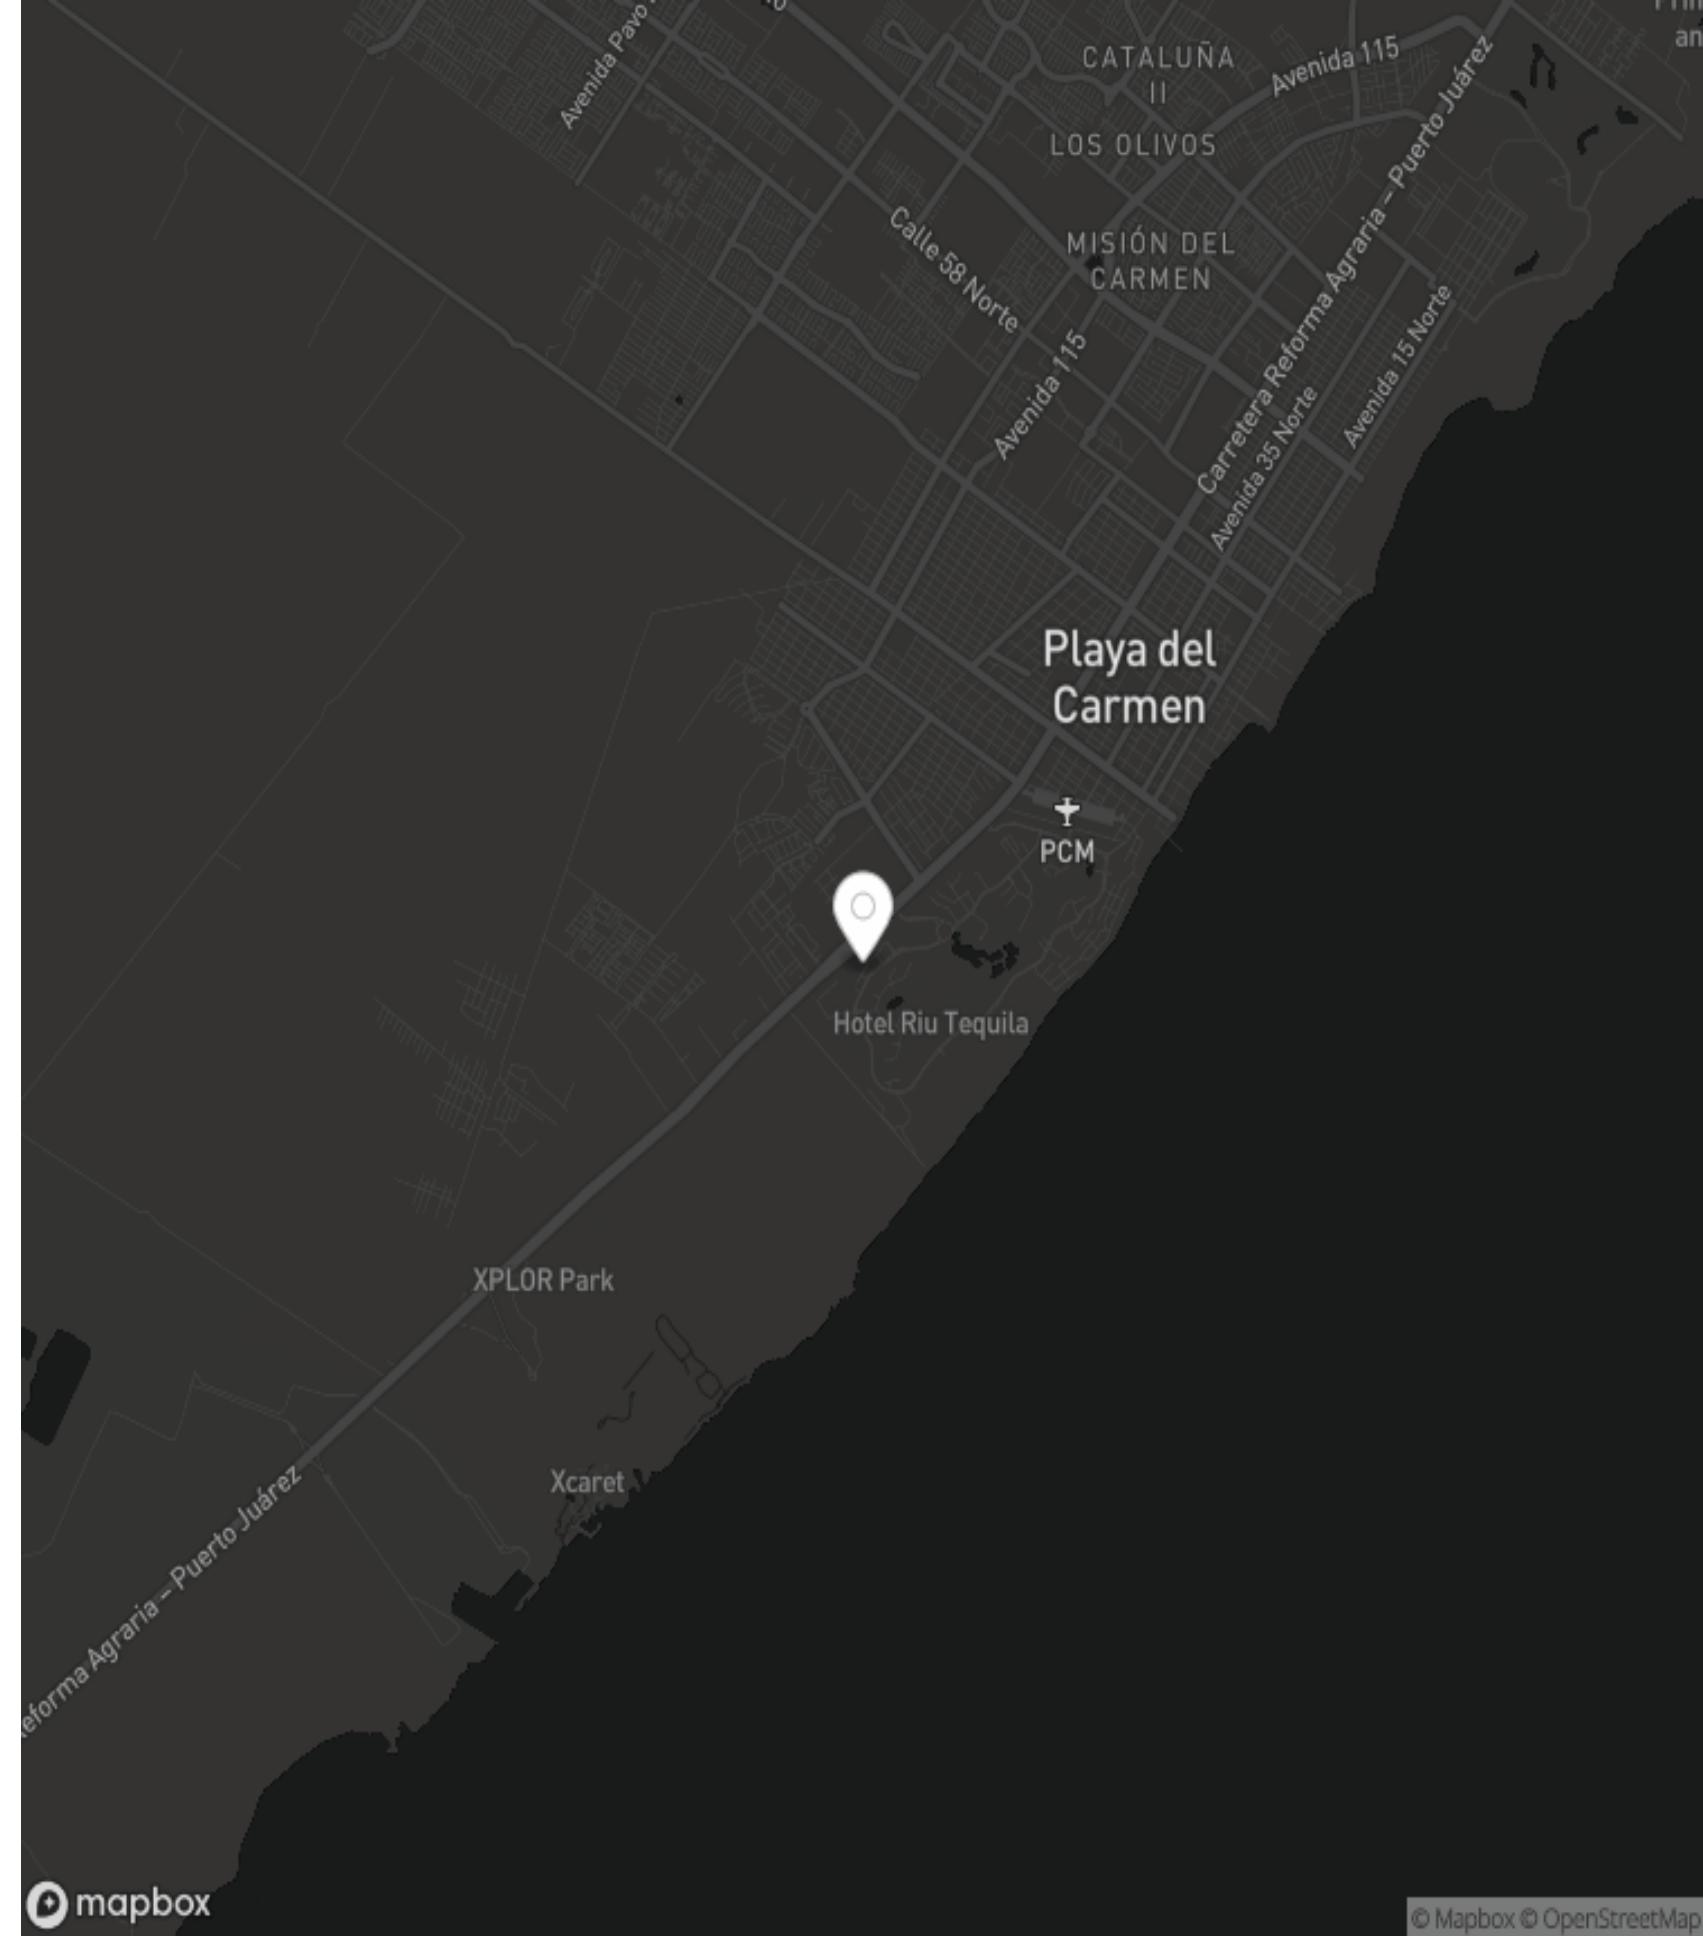 Avenida Pavo
CATALUÑA
II
Avenida 115
LOS OLIVOS
Carretera Reforma Agraria – Puerto Juárez
Calle 58 Norte
MISIÓN DEL
CARMEN
Avenida 115
Avenida 35 Norte
Avenida 15 Norte
Playa del
Carmen
PCM
Hotel Riu Tequila
XPLOR Park
Xcaret
eforma Agraria – Puerto Juárez
mapbox
© Mapbox © OpenStreetMap